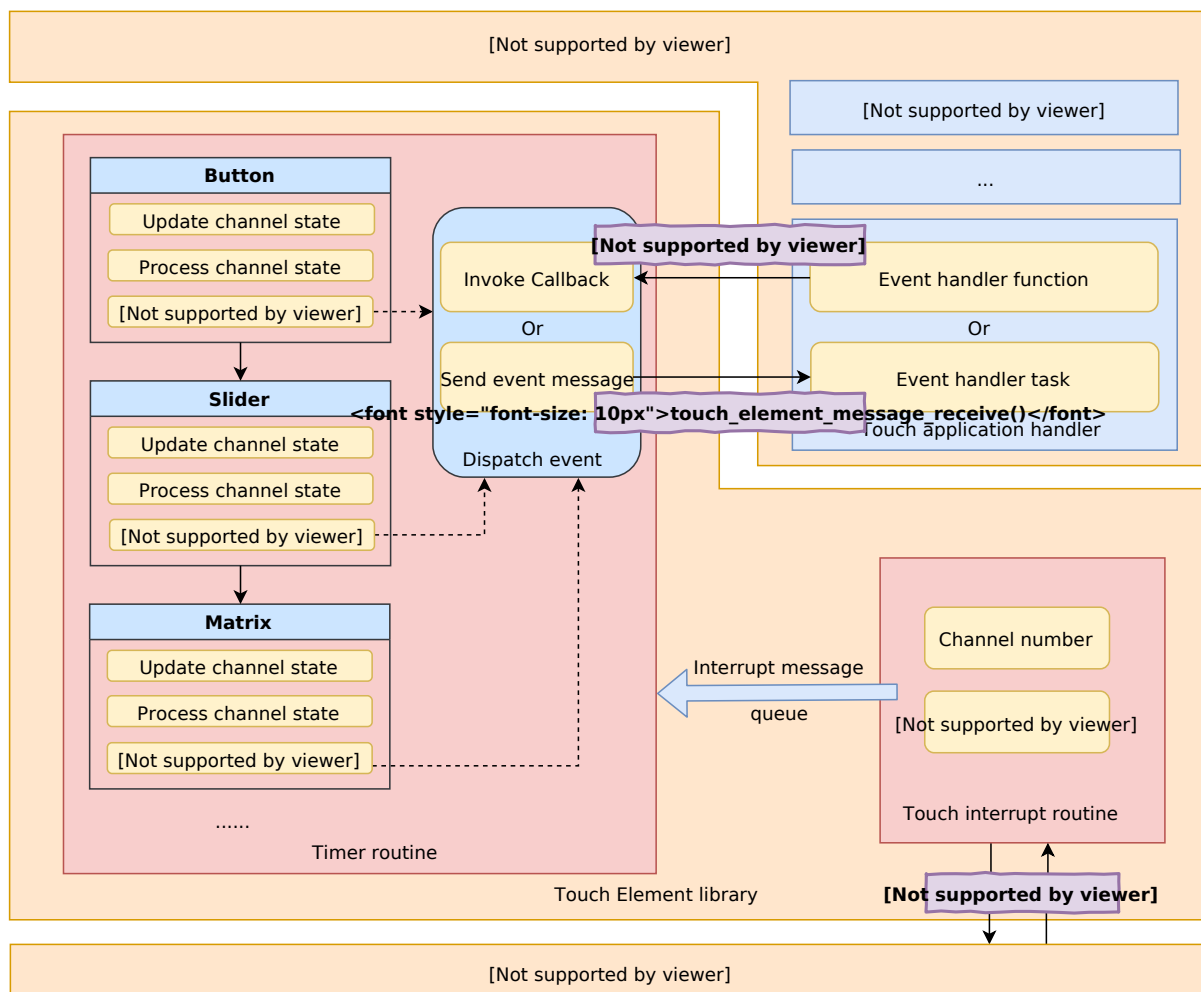 [Not supported by viewer]
[Not supported by viewer]
...
Button
Update channel state
Process channel state
[Not supported by viewer]
Slider
Update channel state
Process channel state
[Not supported by viewer]
Matrix
Update channel state
Process channel state
[Not supported by viewer]
......
Timer routine
Invoke Callback
Or
Send event message
Dispatch event
[Not supported by viewer]
<font style="font-size: 10px">touch_element_message_receive()</font>
Event handler function
Or
Event handler task
Touch application handler
Interrupt message
queue
Channel number
[Not supported by viewer]
Touch interrupt routine
[Not supported by viewer]
Touch Element library
[Not supported by viewer]